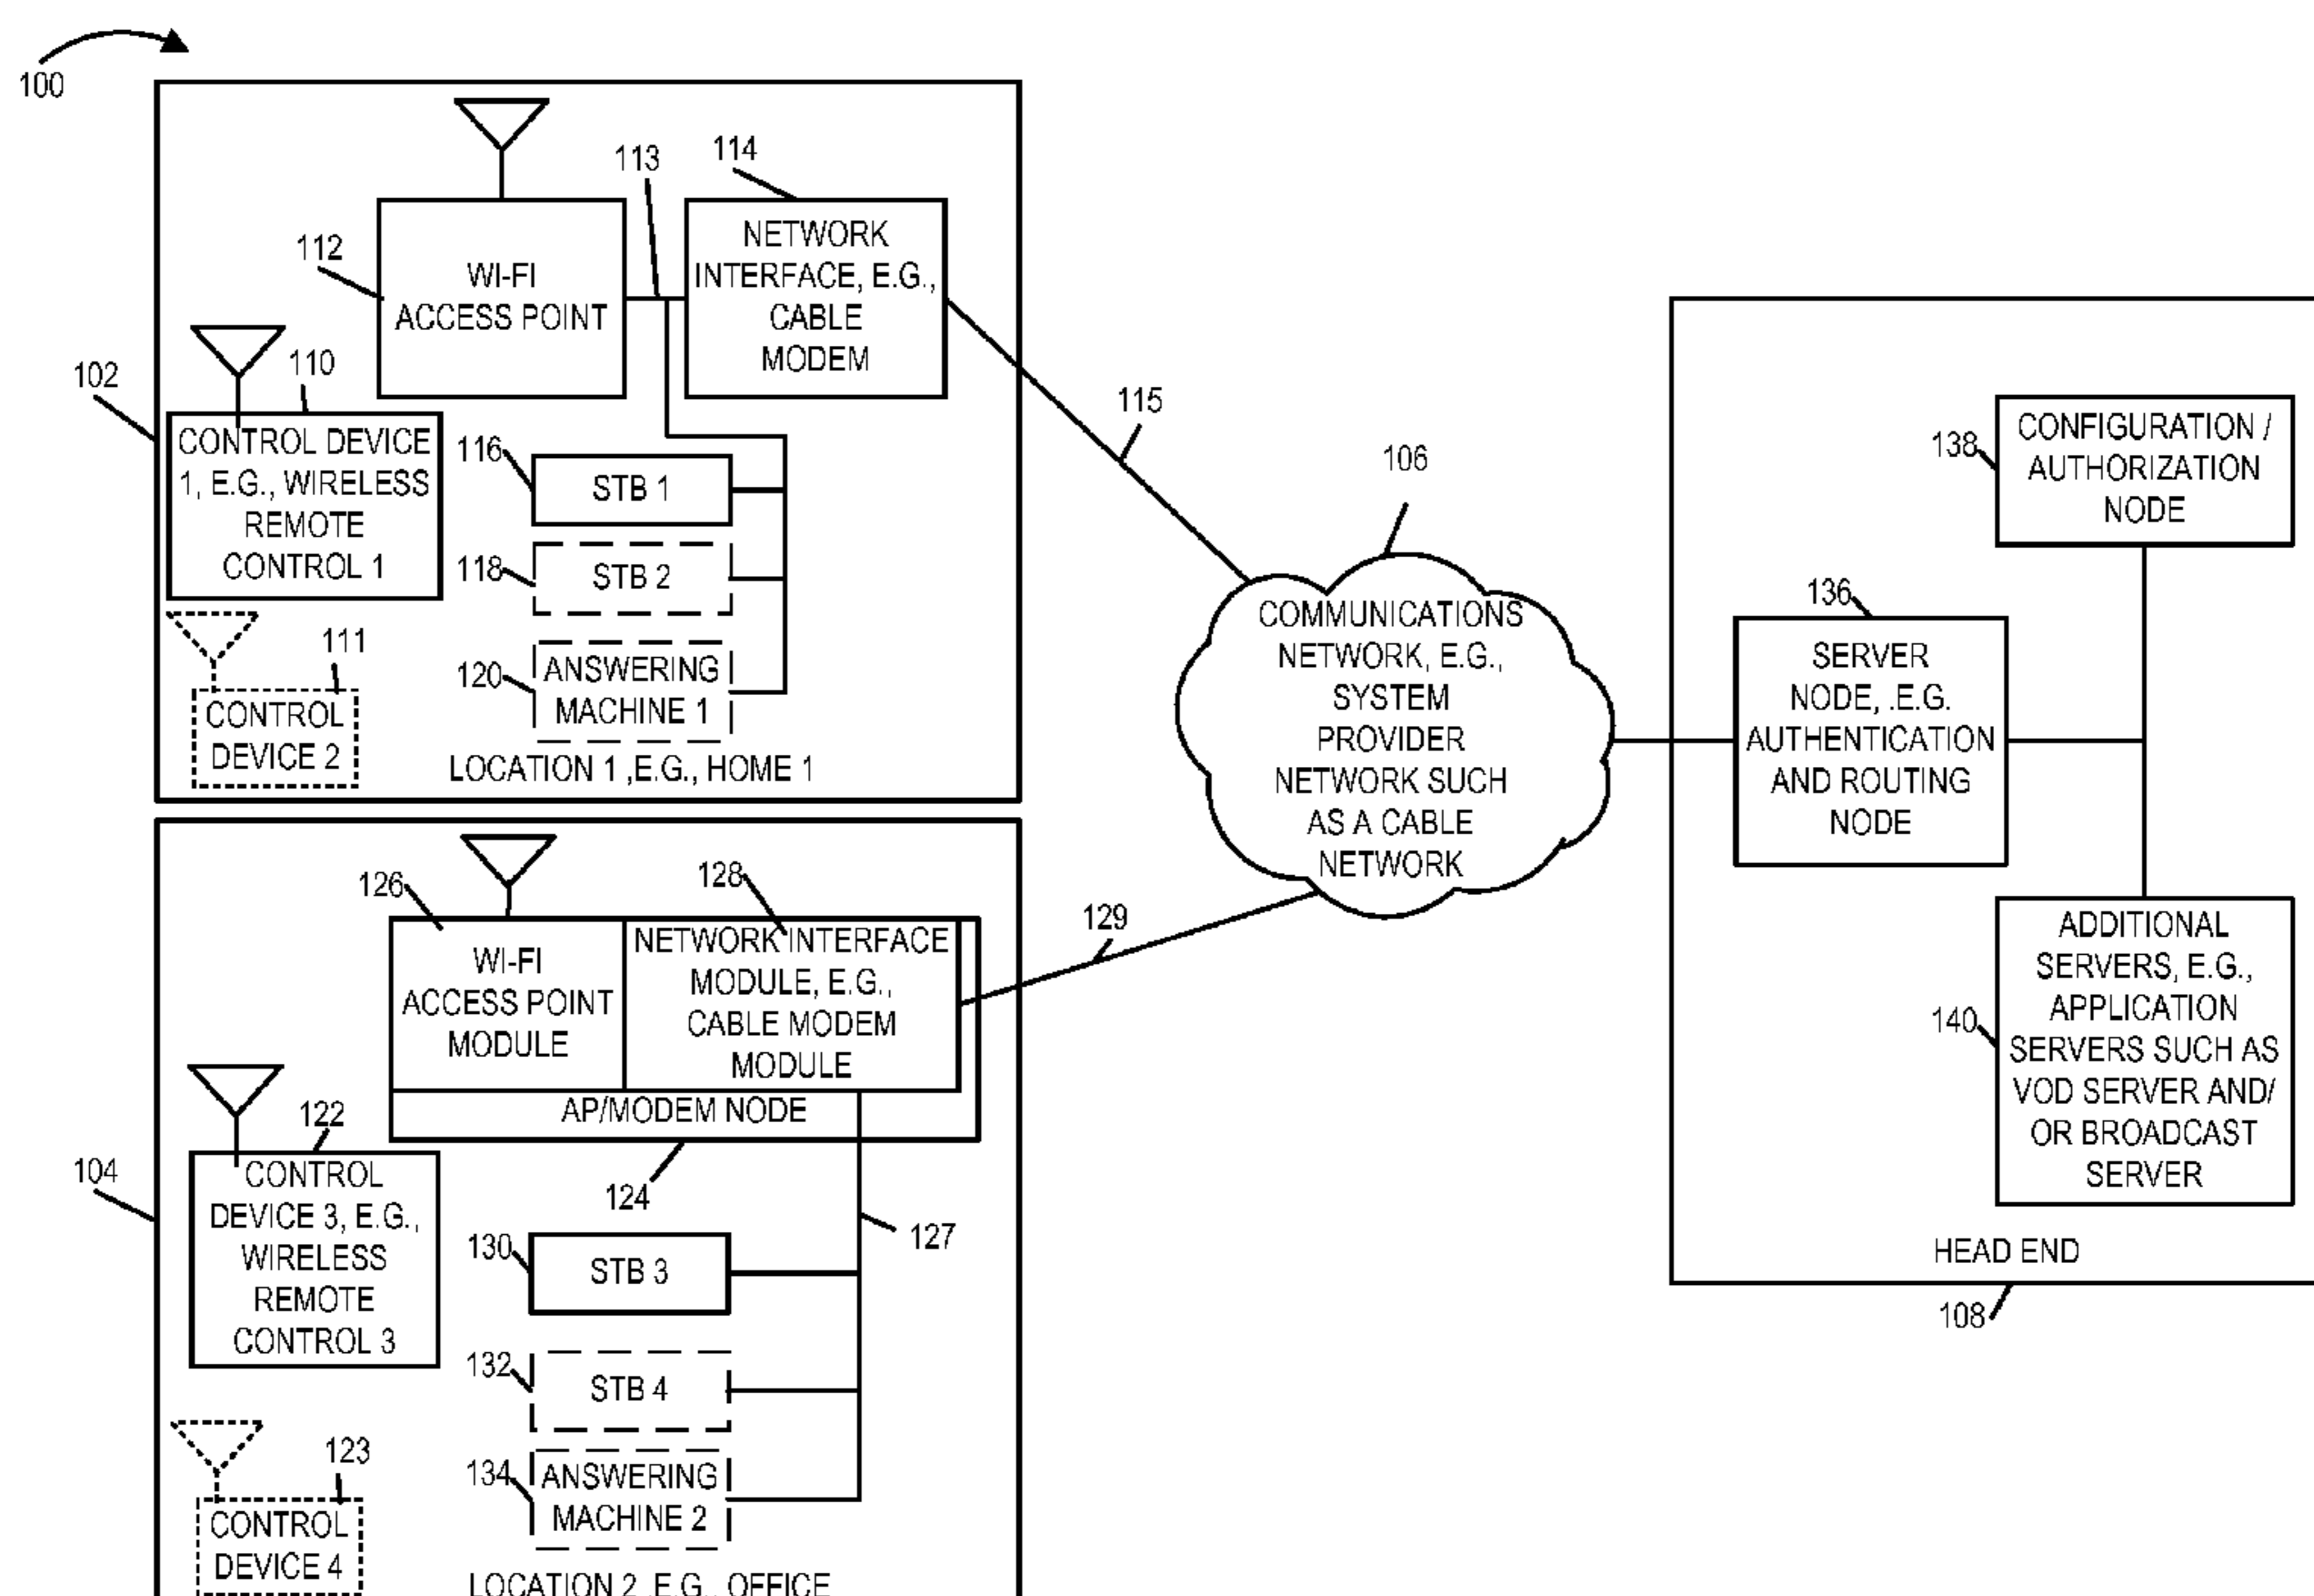 100
113
114
112
WI-FI
ACCESS POINT
NETWORK
INTERFACE, E.G.,
CABLE
MODEM
102
110
CONTROL DEVICE
1, E.G., WIRELESS
REMOTE
CONTROL 1
116
STB 1
118
STB 2
120
ANSWERING
MACHINE 1
111
CONTROL
DEVICE 2
LOCATION 1 ,E.G., HOME 1
115
106
COMMUNICATIONS
NETWORK, E.G.,
SYSTEM
PROVIDER
NETWORK SUCH
AS A CABLE
NETWORK
138
CONFIGURATION /
AUTHORIZATION
NODE
136
SERVER
NODE, .E.G.
AUTHENTICATION
AND ROUTING
NODE
140
ADDITIONAL
SERVERS, E.G.,
APPLICATION
SERVERS SUCH AS
VOD SERVER AND/
OR BROADCAST
SERVER
HEAD END
108
126
128
WI-FI
ACCESS POINT
MODULE
NETWORK INTERFACE
MODULE, E.G.,
CABLE MODEM
MODULE
AP/MODEM NODE
129
104
122
CONTROL
DEVICE 3, E.G.,
WIRELESS
REMOTE
CONTROL 3
124
127
130
STB 3
132
STB 4
134
ANSWERING
MACHINE 2
123
CONTROL
DEVICE 4
LOCATION 2 ,E.G., OFFICE